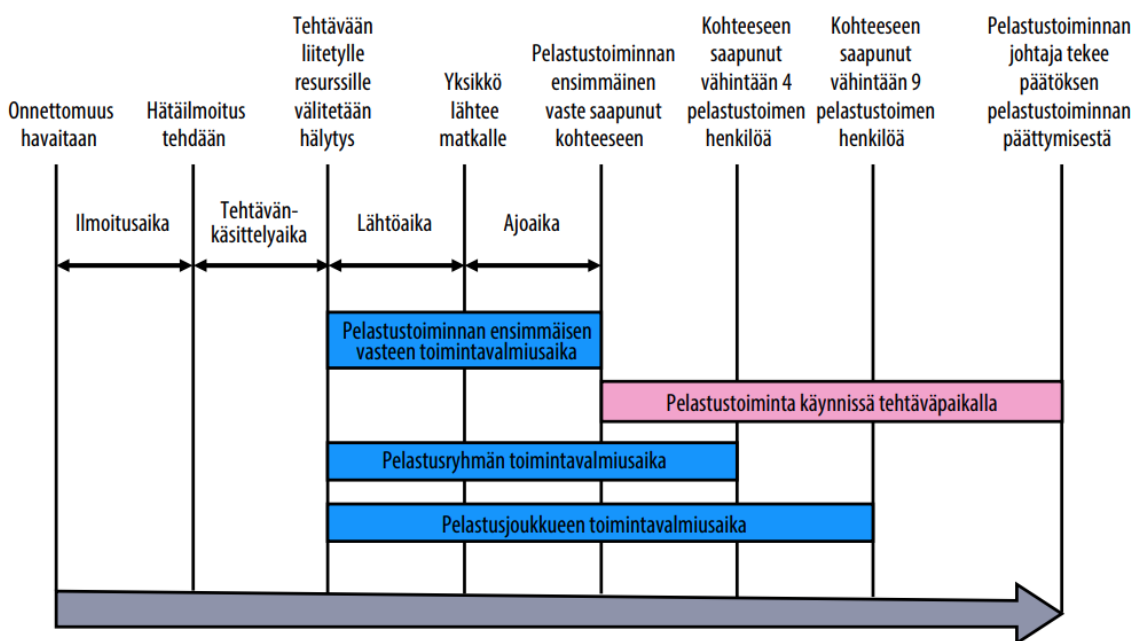 Onnettomuus
havaitaan
Hätäilmoitus
tehdään
Tehtävään
liitetylle
resurssille
välitetään
hälytys
Yksikkö
lähtee
matkalle
Pelastustoiminnan
ensimmäinen
vaste saapunut
kohteeseen
Kohteeseen
saapunut
vähintään 4
pelastustoimen
henkilöä
Kohteeseen
saapunut
vähintään 9
pelastustoimen
henkilöä
Pelastustoiminnan
johtaja tekee
päätöksen
pelastustoiminnan
päättymisestä
Ilmoitusaika
Tehtävän-
käsittelyaika
Lähtöaika
Ajoaika
Pelastustoiminnan ensimmäisen
vasteen toimintavalmiusaika
Pelastustoiminta käynnissä tehtäväpaikalla
Pelastusryhmän toimintavalmiusaika
Pelastusjoukkueen toimintavalmiusaika